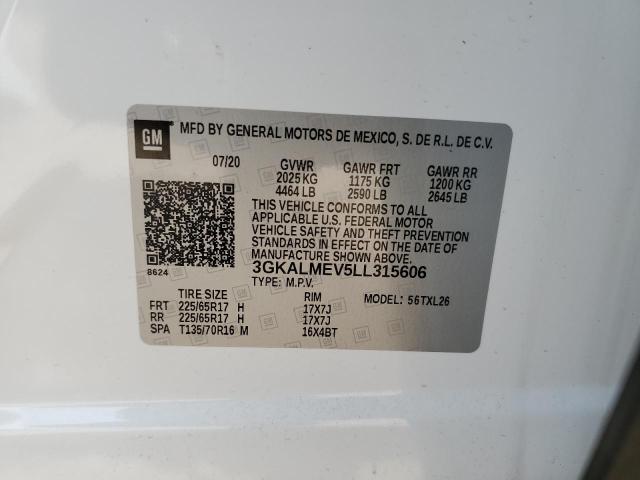 GM MFD BY GENERAL MOTORS DE MEXICO, S. DE R.L. DE C.V.
07/20 GVWR GAWR FRT GAWR RR
2025 KG 1175 KG 1200 KG
4464 LB 2590 LB 2645 LB
THIS VEHICLE CONFORMS TO ALL
APPLICABLE U.S. FEDERAL MOTOR
VEHICLE SAFETY AND THEFT PREVENTION
STANDARDS IN EFFECT ON THE DATE OF
MANUFACTURE SHOWN ABOVE.
8624
3GKALMEV5LL315606
TYPE: M.P.V.
TIRE SIZE RIM MODEL: 56TXL26
FRT 225/65R17 H 17X7J
RR 225/65R17 H 17X7J
SPA T135/70R16 M 16X4BT